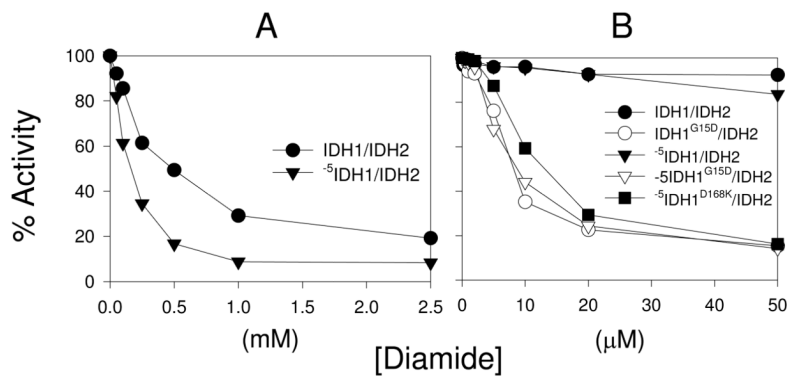 A
B
% Activity
100
80
60
40
20
0
IDH1/IDH2
⁻⁵IDH1/IDH2
0.0 0.5 1.0 1.5 2.0 2.5
(mM)
IDH1/IDH2
IDH1ᴳ¹⁵ᴰ/IDH2
⁻⁵IDH1/IDH2
-5IDH1ᴳ¹⁵ᴰ/IDH2
⁻⁵IDH1ᴰ¹⁶⁸ᴷ/IDH2
0 10 20 30 40 50
(μM)
[Diamide]